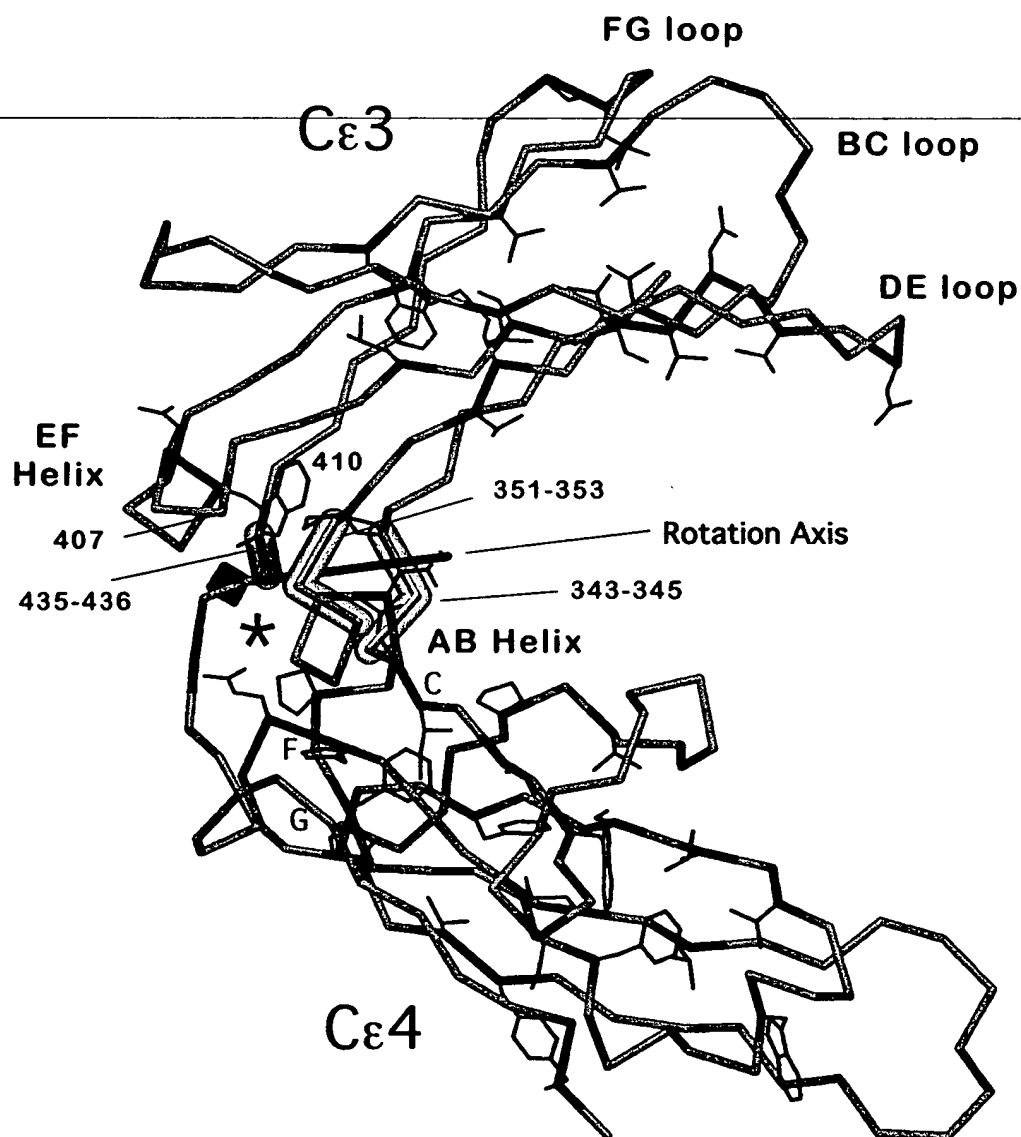 FG loop
Cε3
BC loop
DE loop
EF
Helix
410
351-353
407
Rotation Axis
435-436
343-345
*
AB Helix
C
F
G
Cε4